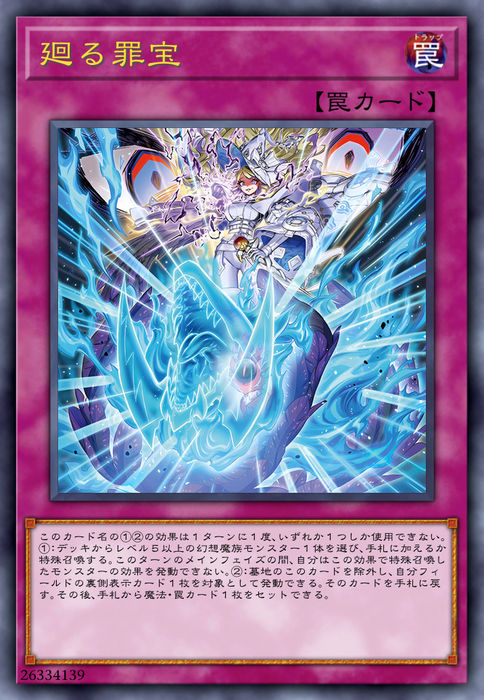 廻る罪宝
トラップ
罠
【罠カード】
このカード名の①②の効果は１ターンに１度、いずれか１つしか使用できない。
①：デッキからレベル５以上の幻想魔族モンスター１体を選び、手札に加えるか
特殊召喚する。このターンのメインフェイズの間、自分はこの効果で特殊召喚し
たモンスターの効果を発動できない。②：墓地のこのカードを除外し、自分フィ
ールドの裏側表示カード１枚を対象として発動できる。そのカードを手札に戻
す。その後、手札から魔法・罠カード１枚をセットできる。
26334139